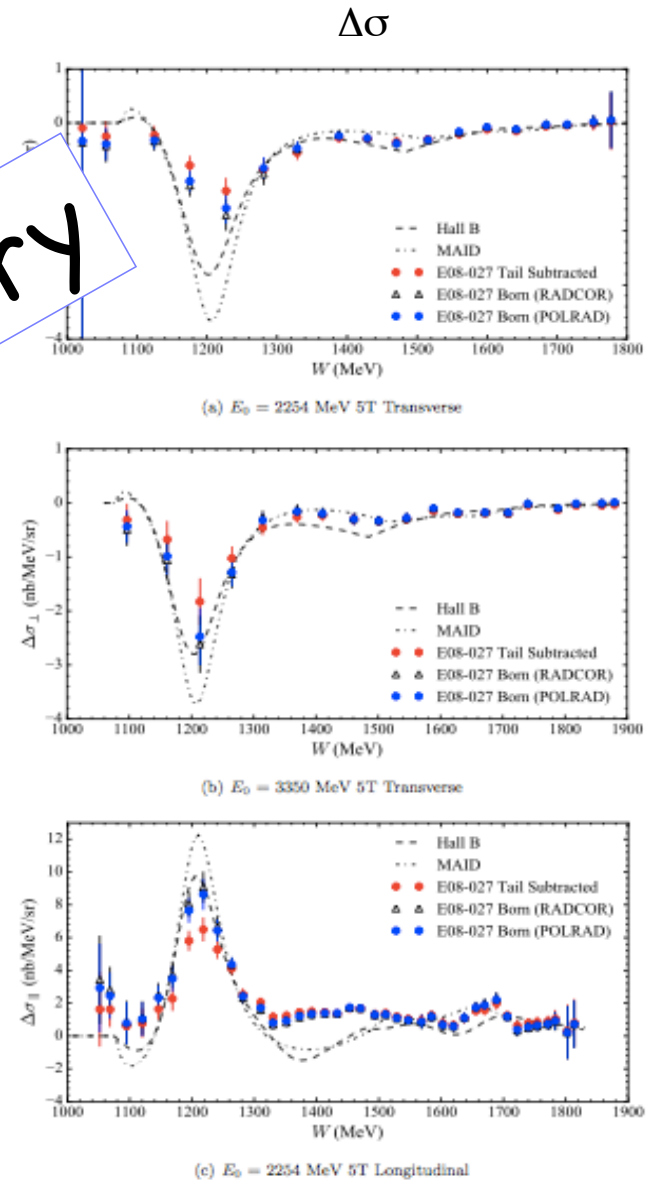 Δσ
1
0
−4
1000 1100 1200 1300 1400 1500 1600 1700 1800
W (MeV)
Hall B
MAID
E08-027 Tail Subtracted
E08-027 Born (RADCOR)
E08-027 Born (POLRAD)
ry
(a) E₀ = 2254 MeV 5T Transverse
1
0
−1
−2
−3
−4
Δσ⊥ (nb/MeV/sr)
1000 1100 1200 1300 1400 1500 1600 1700 1800 1900
W (MeV)
Hall B
MAID
E08-027 Tail Subtracted
E08-027 Born (RADCOR)
E08-027 Born (POLRAD)
(b) E₀ = 3350 MeV 5T Transverse
12
10
8
6
4
2
0
−2
−4
Δσ∥ (nb/MeV/sr)
1000 1100 1200 1300 1400 1500 1600 1700 1800 1900
W (MeV)
Hall B
MAID
E08-027 Tail Subtracted
E08-027 Born (RADCOR)
E08-027 Born (POLRAD)
(c) E₀ = 2254 MeV 5T Longitudinal